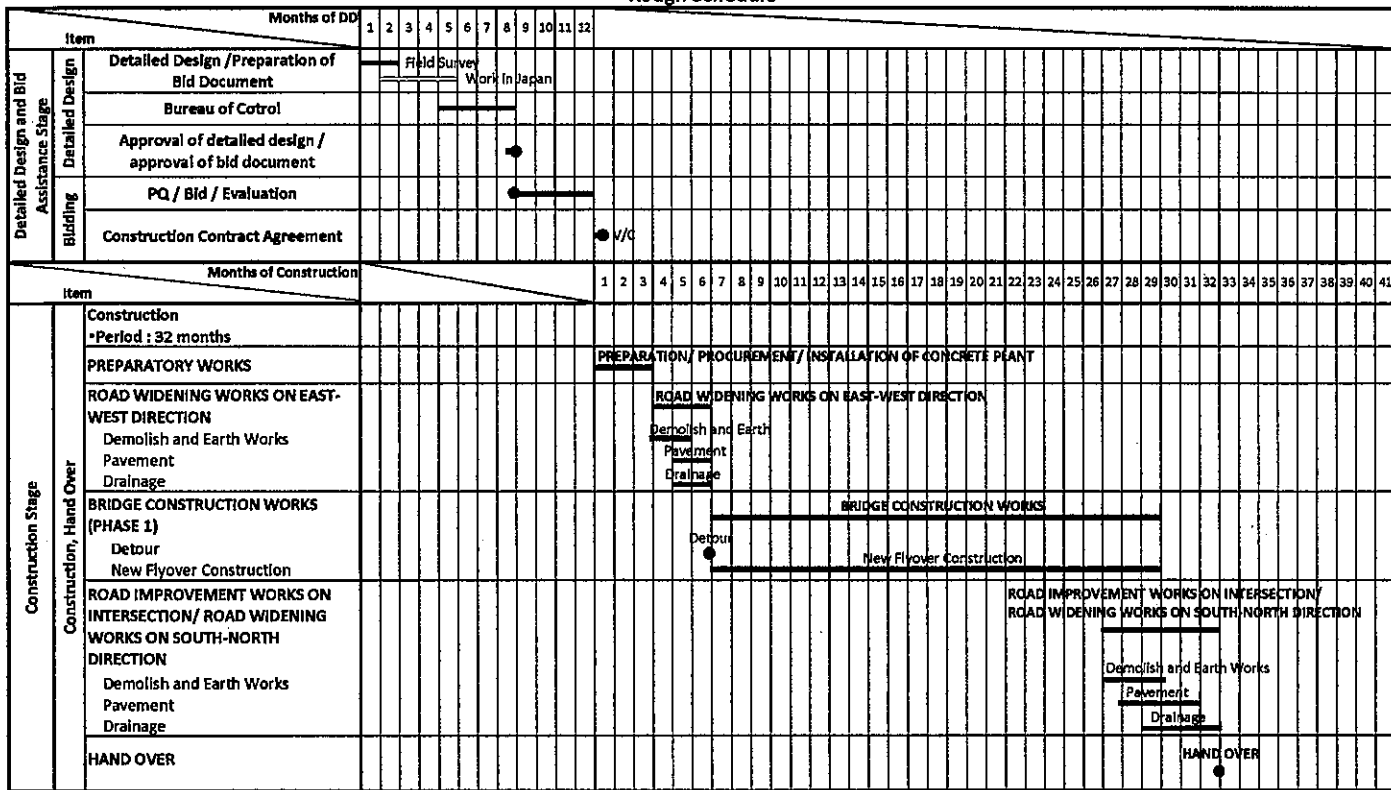 Rough Schedule
Months of DD
Item
1 2 3 4 5 6 7 8 9 10 11 12
Detailed Design and Bid
Assistance Stage
Detailed Design
Detailed Design /Preparation of
Bid Document
Field Survey
Work in Japan
Bureau of Cotrol
Approval of detailed design /
approval of bid document
Bidding
PQ / Bid / Evaluation
Construction Contract Agreement
V/C
Months of Construction
Item
1 2 3 4 5 6 7 8 9 10 11 12 13 14 15 16 17 18 19 20 21 22 23 24 25 26 27 28 29 30 31 32 33 34 35 36 37 38 39 40 41
Construction Stage
Construction, Hand Over
Construction
•Period : 32 months
PREPARATORY WORKS
PREPARATION/ PROCUREMENT/ INSTALLATION OF CONCRETE PLANT
ROAD WIDENING WORKS ON EAST-
WEST DIRECTION
ROAD WIDENING WORKS ON EAST-WEST DIRECTION
Demolish and Earth Works
Demolish and Earth
Pavement
Pavement
Drainage
Drainage
BRIDGE CONSTRUCTION WORKS
(PHASE 1)
BRIDGE CONSTRUCTION WORKS
Detour
Detour
New Flyover Construction
New Flyover Construction
ROAD IMPROVEMENT WORKS ON
INTERSECTION/ ROAD WIDENING
WORKS ON SOUTH-NORTH
DIRECTION
ROAD IMPROVEMENT WORKS ON INTERSECTION/
ROAD WIDENING WORKS ON SOUTH-NORTH DIRECTION
Demolish and Earth Works
Demolish and Earth Works
Pavement
Pavement
Drainage
Drainage
HAND OVER
HAND OVER